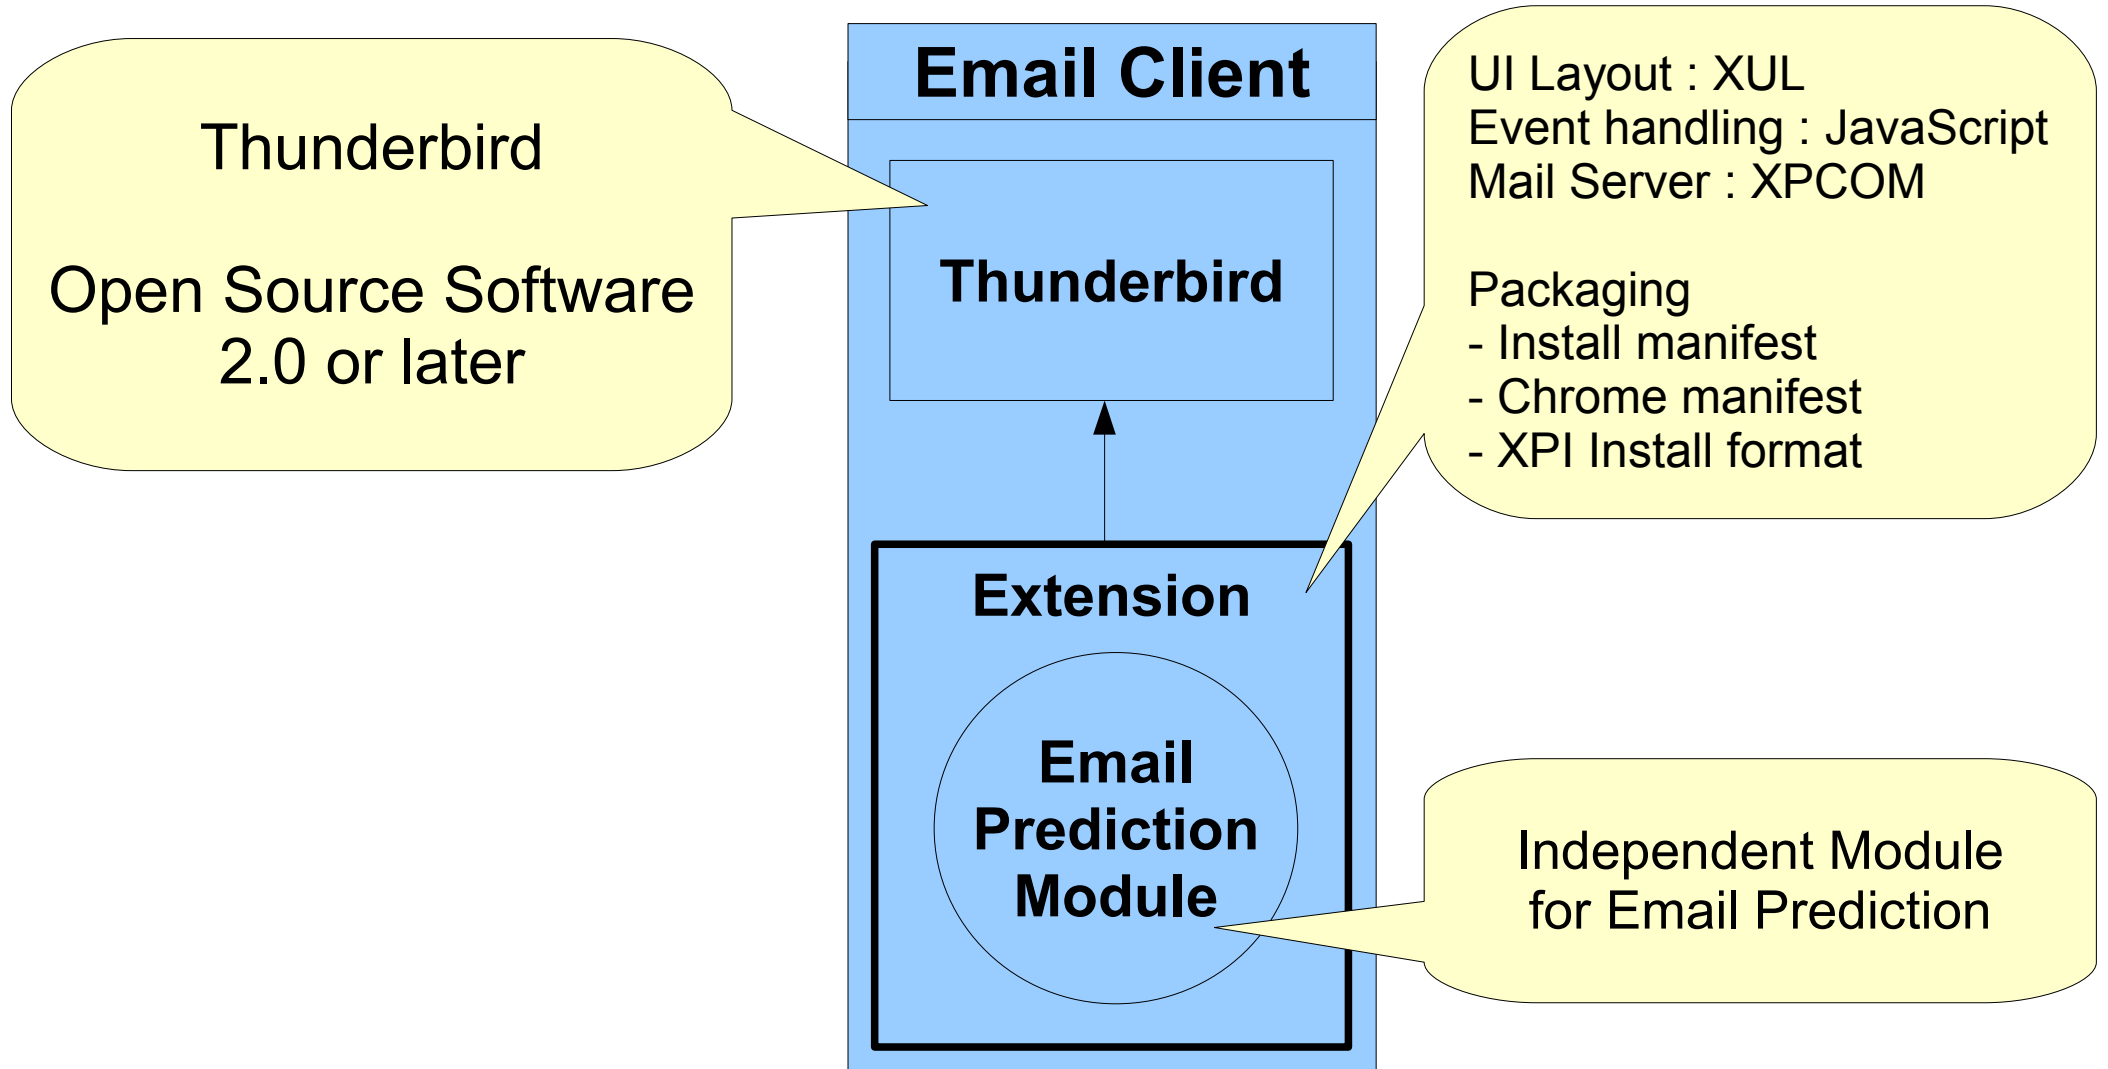 Email Client
Thunderbird
Open Source Software
2.0 or later
Thunderbird
UI Layout : XUL
Event handling : JavaScript
Mail Server : XPCOM
Packaging
- Install manifest
- Chrome manifest
- XPI Install format
Extension
Email
Prediction
Module
Independent Module
for Email Prediction